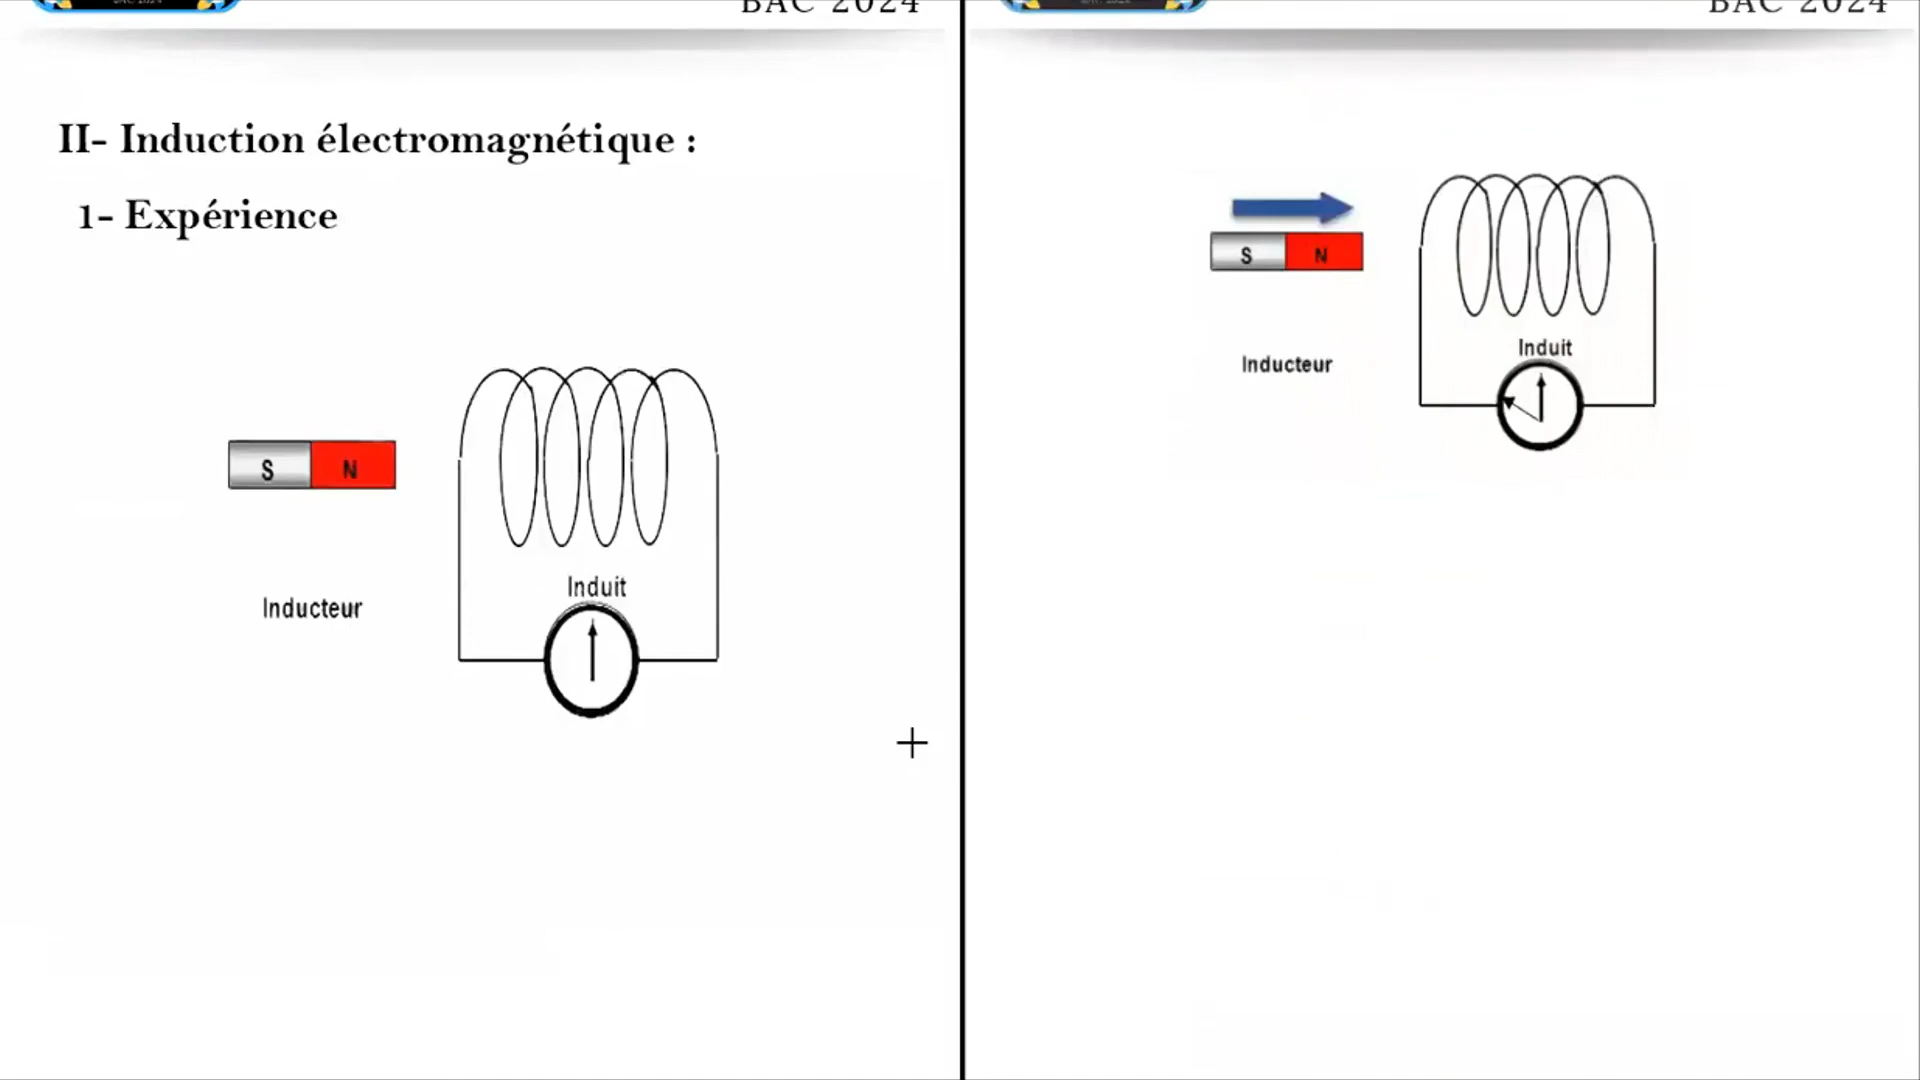 BAC 2024
II- Induction électromagnétique :
1- Expérience
S N
Induit
Inducteur
BAC 2024
S N
Induit
Inducteur